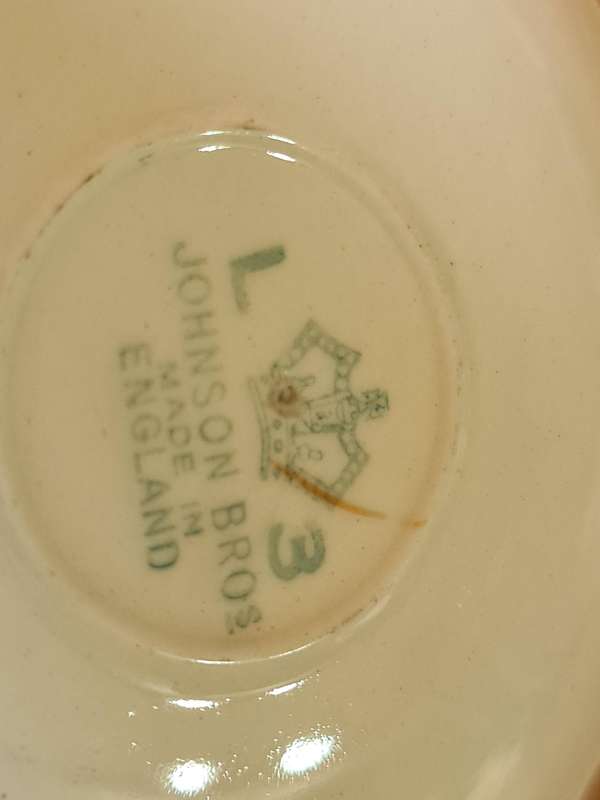 L 3
JOHNSON BROS.
MADE IN
ENGLAND